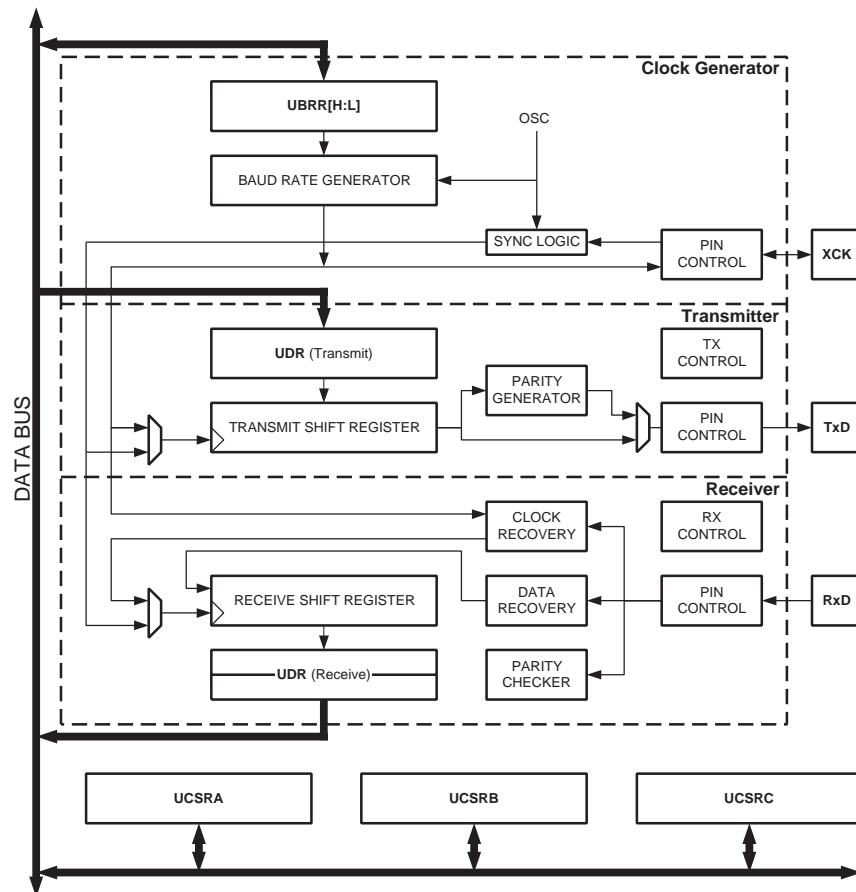 Clock Generator
UBRR[H:L]
OSC
BAUD RATE GENERATOR
SYNC LOGIC
PIN
CONTROL
XCK
Transmitter
UDR (Transmit)
TX
CONTROL
PARITY
GENERATOR
TRANSMIT SHIFT REGISTER
PIN
CONTROL
TxD
DATA BUS
Receiver
CLOCK
RECOVERY
RX
CONTROL
RECEIVE SHIFT REGISTER
DATA
RECOVERY
PIN
CONTROL
RxD
UDR (Receive)
PARITY
CHECKER
UCSRA
UCSRB
UCSRC